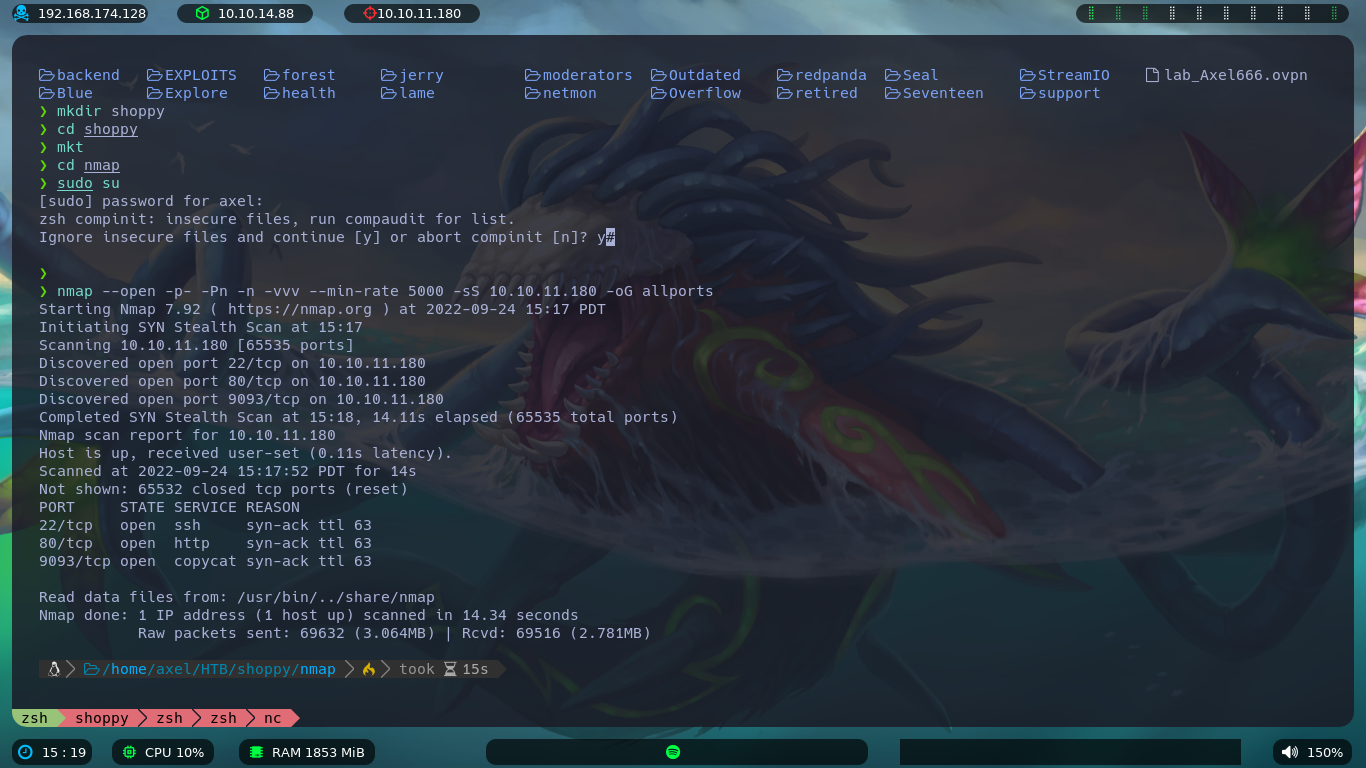 192.168.174.128 10.10.14.88 10.10.11.180
backend EXPLOITS forest jerry moderators Outdated redpanda Seal StreamIO lab_Axel666.ovpn
Blue Explore health lame netmon Overflow retired Seventeen support
❯ mkdir shoppy
❯ cd shoppy
❯ mkt
❯ cd nmap
❯ sudo su
[sudo] password for axel:
zsh compinit: insecure files, run compaudit for list.
Ignore insecure files and continue [y] or abort compinit [n]? y#
❯
❯ nmap --open -p- -Pn -n -vvv --min-rate 5000 -sS 10.10.11.180 -oG allports
Starting Nmap 7.92 ( https://nmap.org ) at 2022-09-24 15:17 PDT
Initiating SYN Stealth Scan at 15:17
Scanning 10.10.11.180 [65535 ports]
Discovered open port 22/tcp on 10.10.11.180
Discovered open port 80/tcp on 10.10.11.180
Discovered open port 9093/tcp on 10.10.11.180
Completed SYN Stealth Scan at 15:18, 14.11s elapsed (65535 total ports)
Nmap scan report for 10.10.11.180
Host is up, received user-set (0.11s latency).
Scanned at 2022-09-24 15:17:52 PDT for 14s
Not shown: 65532 closed tcp ports (reset)
PORT     STATE SERVICE REASON
22/tcp   open  ssh     syn-ack ttl 63
80/tcp   open  http    syn-ack ttl 63
9093/tcp open  copycat syn-ack ttl 63
Read data files from: /usr/bin/../share/nmap
Nmap done: 1 IP address (1 host up) scanned in 14.34 seconds
           Raw packets sent: 69632 (3.064MB) | Rcvd: 69516 (2.781MB)
/home/axel/HTB/shoppy/nmap took 15s
zsh shoppy zsh zsh nc
15 : 19 CPU 10% RAM 1853 MiB 150%